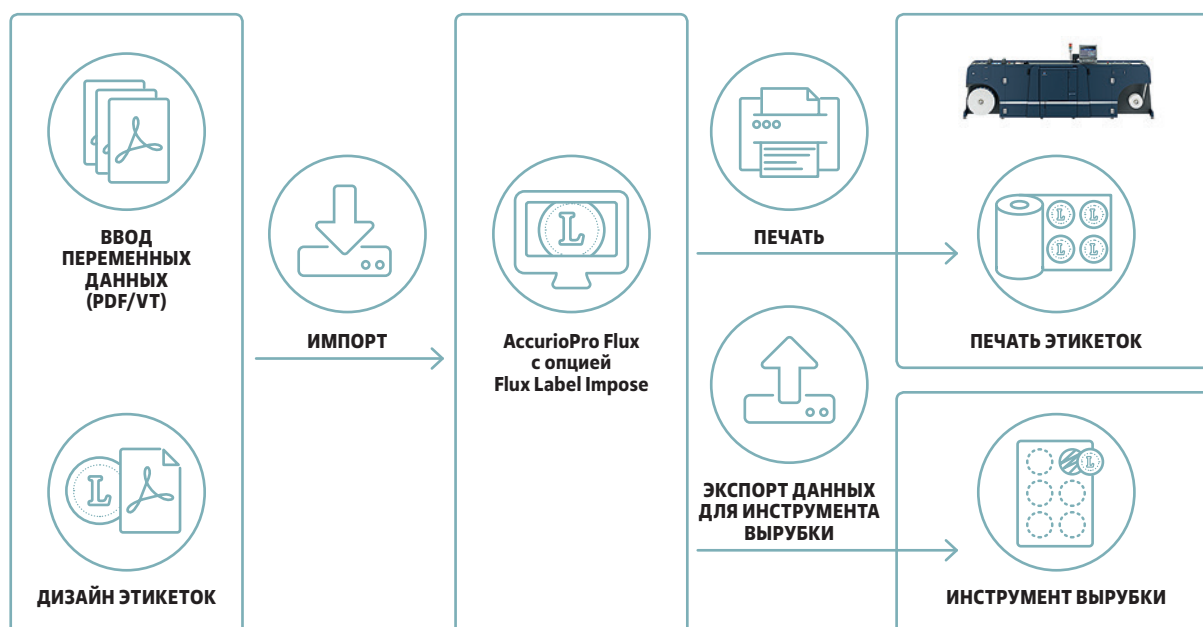 ВВОД
ПЕРЕМЕННЫХ
ДАННЫХ
(PDF/VT)
L
ДИЗАЙН ЭТИКЕТОК
ИМПОРТ
L
AccurioPro Flux
с опцией
Flux Label Impose
ПЕЧАТЬ
ЭКСПОРТ ДАННЫХ
ДЛЯ ИНСТРУМЕНТА
ВЫРУБКИ
L L
L L
ПЕЧАТЬ ЭТИКЕТОК
L
ИНСТРУМЕНТ ВЫРУБКИ